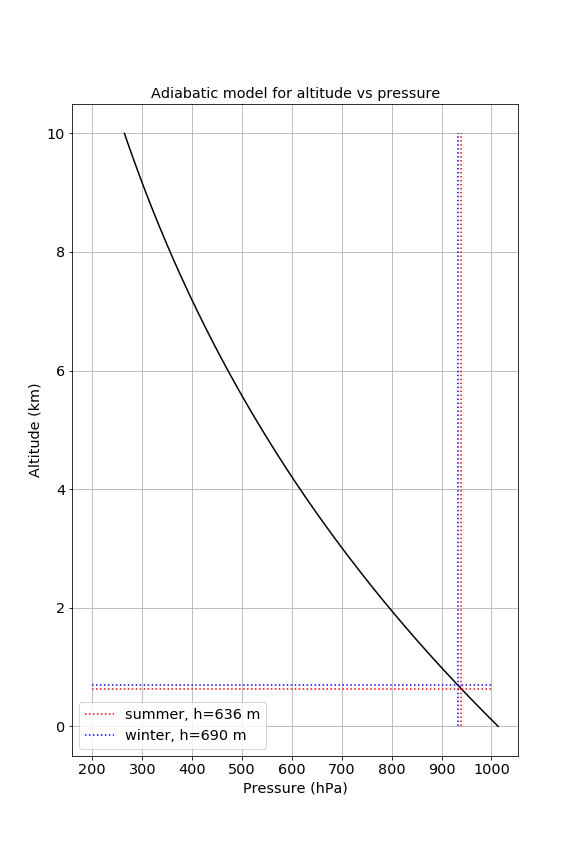 Adiabatic model for altitude vs pressure
10
8
6
4
2
0
Altitude (km)
summer, h=636 m
winter, h=690 m
200 300 400 500 600 700 800 900 1000
Pressure (hPa)